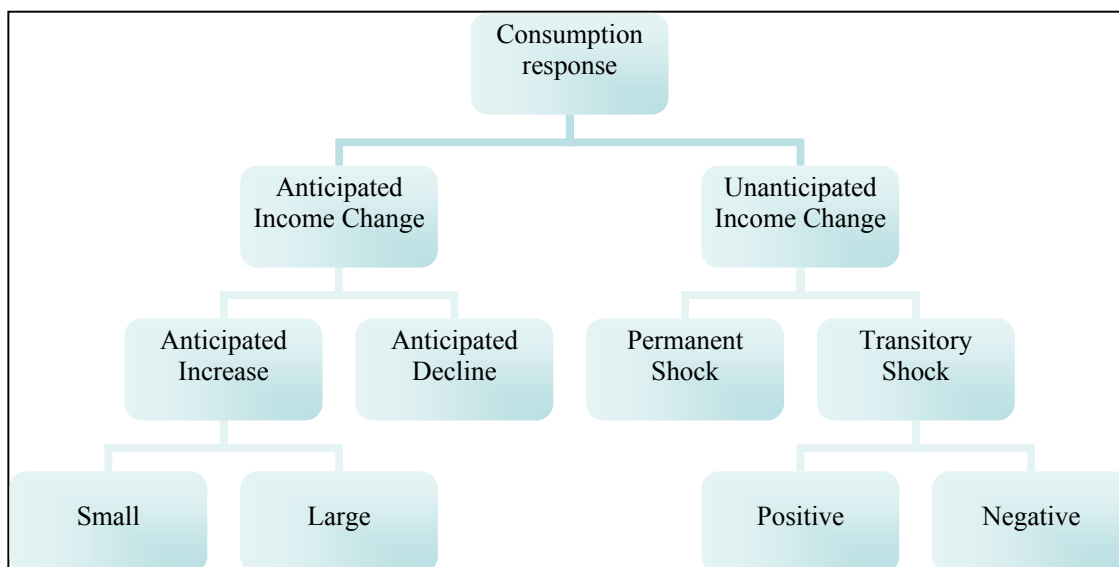 Consumption
response
Anticipated
Income Change
Unanticipated
Income Change
Anticipated
Increase
Anticipated
Decline
Permanent
Shock
Transitory
Shock
Small
Large
Positive
Negative